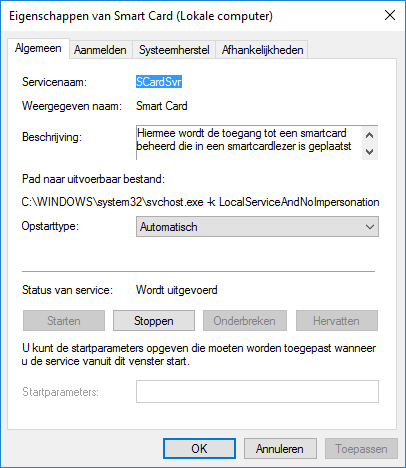 Eigenschappen van Smart Card (Lokale computer)
Algemeen Aanmelden Systeemherstel Afhankelijkheden
Servicenaam: SCardSvr
Weergegeven naam: Smart Card
Beschrijving: Hiermee wordt de toegang tot een smartcard
beheerd die in een smartcardlezer is geplaatst
Pad naar uitvoerbaar bestand:
C:\WINDOWS\system32\svchost.exe -k LocalServiceAndNoImpersonation
Opstarttype: Automatisch
Status van service: Wordt uitgevoerd
Starten Stoppen Onderbreken Hervatten
U kunt de startparameters opgeven die moeten worden toegepast wanneer
u de service vanuit dit venster start.
Startparameters:
OK Annuleren Toepassen